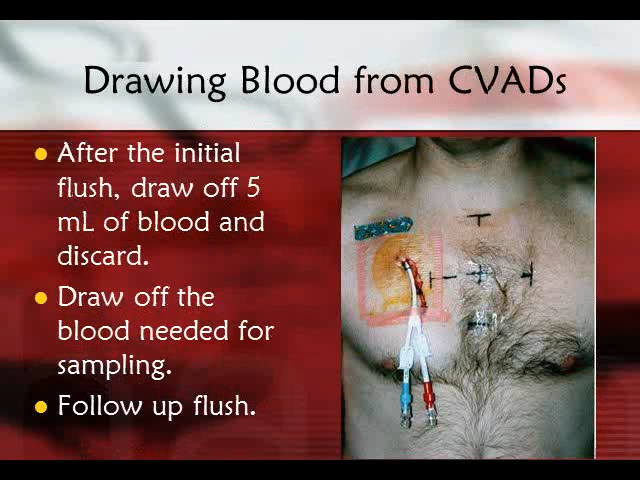 Drawing Blood from CVADs
● After the initial
flush, draw off 5
mL of blood and
discard.
● Draw off the
blood needed for
sampling.
● Follow up flush.